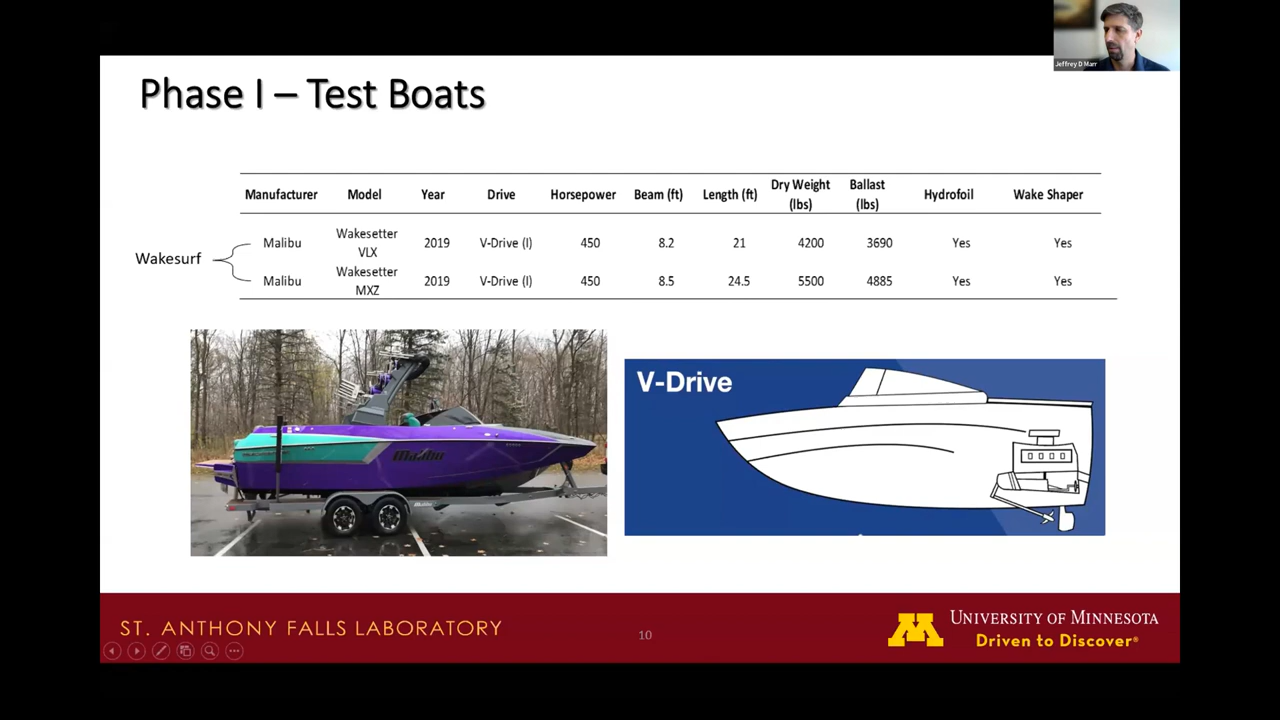 Jeffrey D Marr
Phase I – Test Boats
Manufacturer Model Year Drive Horsepower Beam (ft) Length (ft) Dry Weight (lbs) Ballast (lbs) Hydrofoil Wake Shaper
Wakesurf
Malibu Wakesetter VLX 2019 V-Drive (I) 450 8.2 21 4200 3690 Yes Yes
Malibu Wakesetter MXZ 2019 V-Drive (I) 450 8.5 24.5 5500 4885 Yes Yes
Malibu
V-Drive
ST. ANTHONY FALLS LABORATORY
10
M
UNIVERSITY OF MINNESOTA
Driven to Discover®